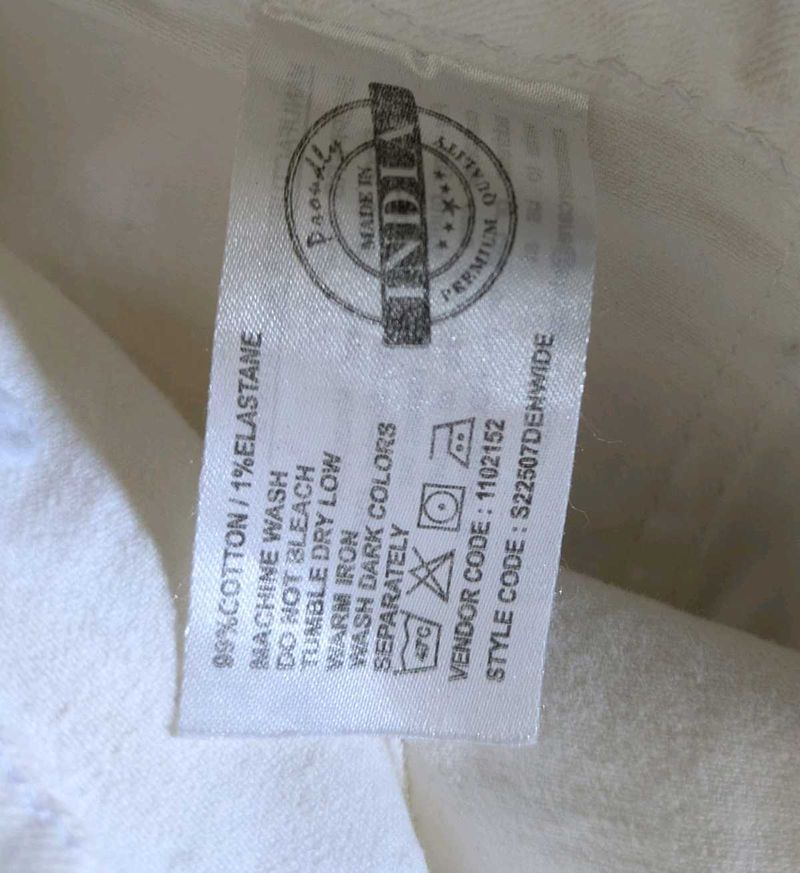 Proudly
MADE IN
INDIA
PREMIUM QUALITY
99%COTTON / 1%ELASTANE
MACHINE WASH
DO NOT BLEACH
TUMBLE DRY LOW
WARM IRON
WASH DARK COLORS
SEPARATELY
40°C
VENDOR CODE : 1102152
STYLE CODE : S22507DENWIDE